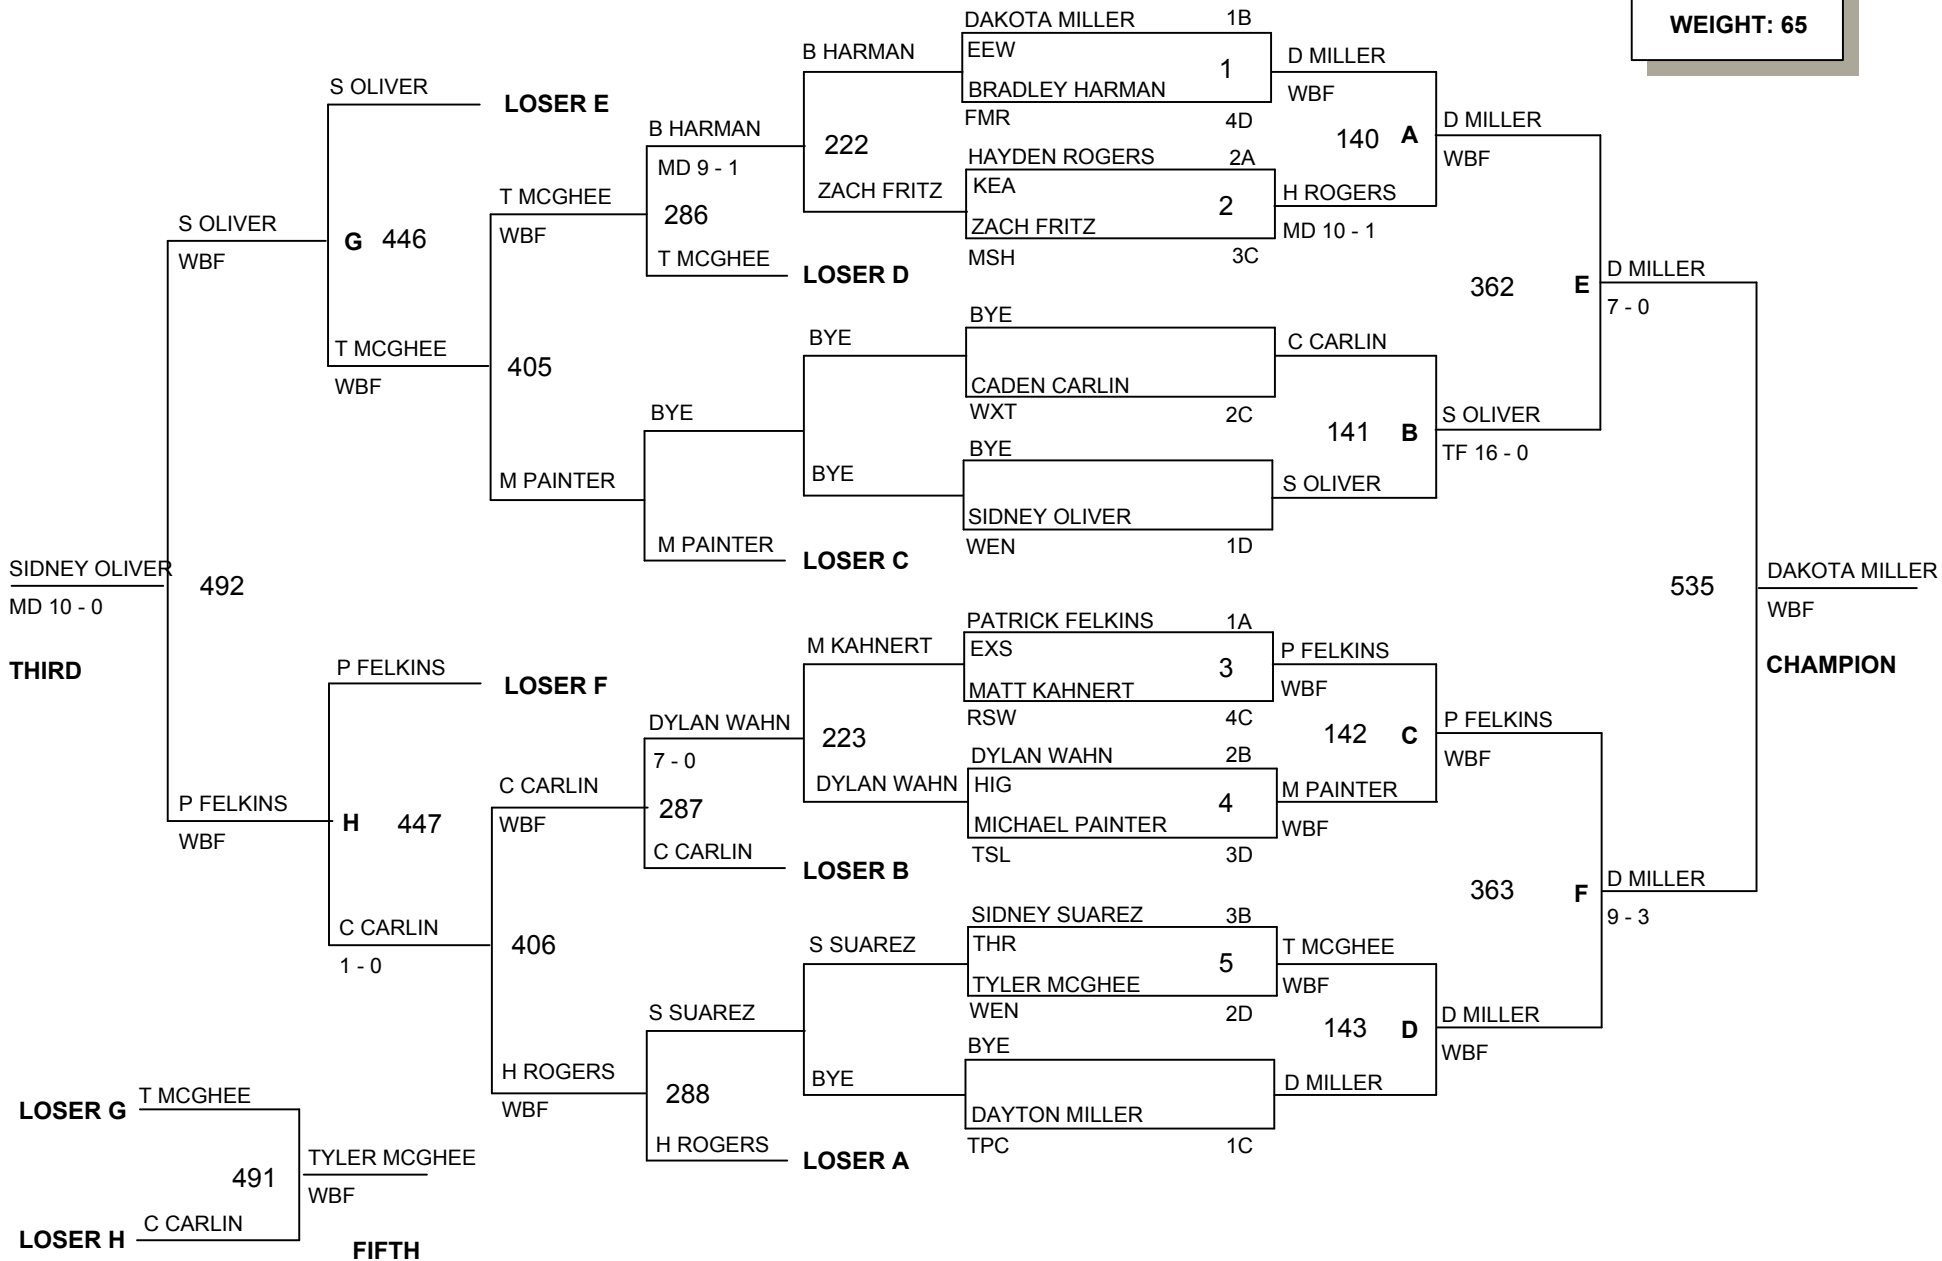 WEIGHT: 65
DAKOTA MILLER 1B
EEW
1
BRADLEY HARMAN
FMR 4D
HAYDEN ROGERS 2A
KEA
2
ZACH FRITZ
MSH 3C
BYE
CADEN CARLIN
WXT 2C
BYE
SIDNEY OLIVER
WEN 1D
PATRICK FELKINS 1A
EXS
3
MATT KAHNERT
RSW 4C
DYLAN WAHN 2B
HIG
4
MICHAEL PAINTER
TSL 3D
SIDNEY SUAREZ 3B
THR
5
TYLER MCGHEE
WEN 2D
BYE
DAYTON MILLER
TPC 1C
D MILLER
WBF
140 A
H ROGERS
MD 10 - 1
C CARLIN
141 B
S OLIVER
P FELKINS
WBF
142 C
M PAINTER
WBF
T MCGHEE
WBF
143 D
D MILLER
D MILLER
WBF
362 E
S OLIVER
TF 16 - 0
P FELKINS
WBF
363 F
D MILLER
WBF
D MILLER
7 - 0
535
D MILLER
9 - 3
DAKOTA MILLER
WBF
CHAMPION
B HARMAN
222
ZACH FRITZ
BYE
BYE
M KAHNERT
223
DYLAN WAHN
S SUAREZ
BYE
B HARMAN
MD 9 - 1
286
T MCGHEE
LOSER D
BYE
M PAINTER
LOSER C
DYLAN WAHN
7 - 0
287
C CARLIN
LOSER B
S SUAREZ
288
H ROGERS
LOSER A
T MCGHEE
WBF
405
M PAINTER
C CARLIN
WBF
406
H ROGERS
WBF
S OLIVER
LOSER E
G 446
T MCGHEE
WBF
P FELKINS
LOSER F
H 447
C CARLIN
1 - 0
S OLIVER
WBF
492
P FELKINS
WBF
SIDNEY OLIVER
MD 10 - 0
THIRD
LOSER G T MCGHEE
491
LOSER H C CARLIN
TYLER MCGHEE
WBF
FIFTH